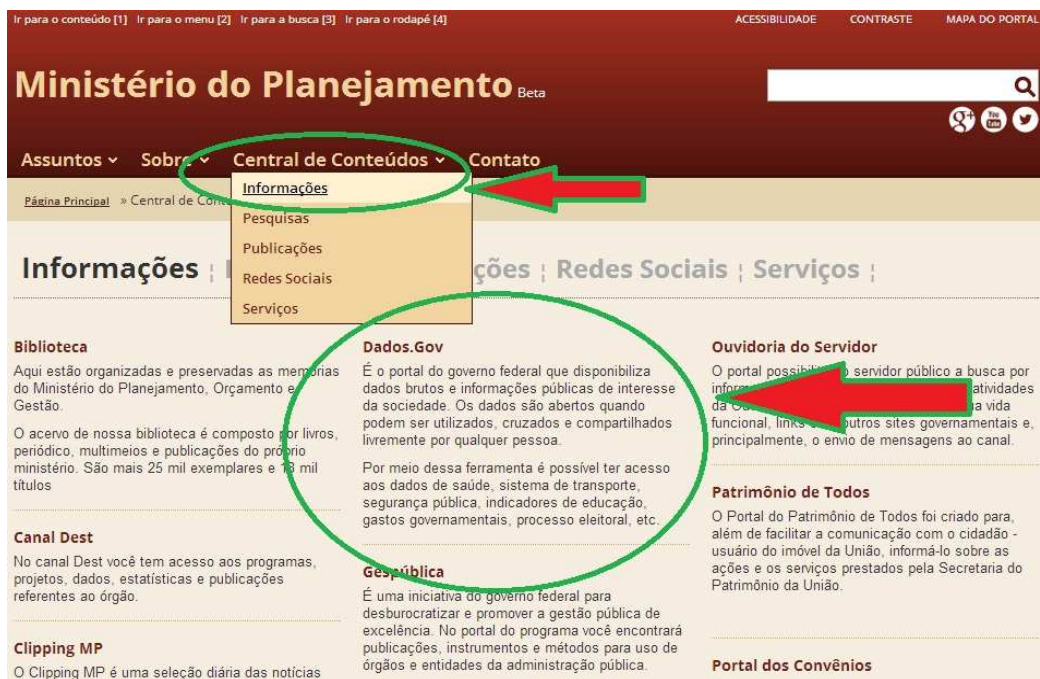 Ir para o conteúdo [1] Ir para o menu [2] Ir para a busca [3] Ir para o rodapé [4]
ACESSIBILIDADE CONTRASTE MAPA DO PORTAL
Ministério do Planejamento Beta
You Tube
Assuntos Sobre Central de Conteúdos Contato
Página Principal » Central de
Informações
Pesquisas
Publicações
Redes Sociais
Serviços
Informações ¦ ¦ Redes Sociais ¦ Serviços ¦
Biblioteca
Aqui estão organizadas e preservadas as memórias
do Ministério do Planejamento, Orçamento e
Gestão.
O acervo de nossa biblioteca é composto por livros,
periódico, multimeios e publicações do próprio
ministério. São mais 25 mil exemplares e 18 mil
títulos
Canal Dest
No canal Dest você tem acesso aos programas,
projetos, dados, estatísticas e publicações
referentes ao órgão.
Clipping MP
O Clipping MP é uma seleção diária das notícias
Dados.Gov
É o portal do governo federal que disponibiliza
dados brutos e informações públicas de interesse
da sociedade. Os dados são abertos quando
podem ser utilizados, cruzados e compartilhados
livremente por qualquer pessoa.
Por meio dessa ferramenta é possível ter acesso
aos dados de saúde, sistema de transporte,
segurança pública, indicadores de educação,
gastos governamentais, processo eleitoral, etc.
Gespública
É uma iniciativa do governo federal para
desburocratizar e promover a gestão pública de
excelência. No portal do programa você encontrará
publicações, instrumentos e métodos para uso de
órgãos e entidades da administração pública.
Ouvidoria do Servidor
O portal possibilita o servidor público a busca por
atividades
da vida
funcional, links outros sites governamentais e,
principalmente, o envio de mensagens ao canal.
Patrimônio de Todos
O Portal do Patrimônio de Todos foi criado para,
além de facilitar a comunicação com o cidadão -
usuário do imóvel da União, informá-lo sobre as
ações e os serviços prestados pela Secretaria do
Patrimônio da União.
Portal dos Convênios